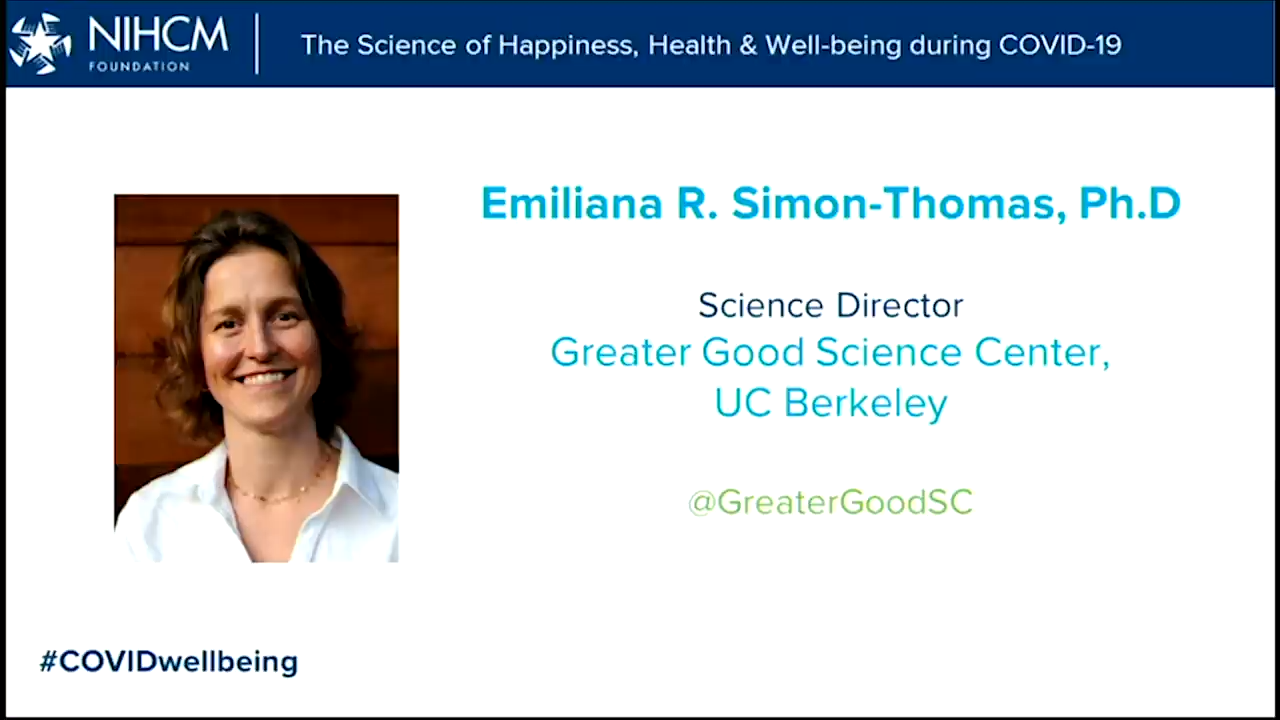 NIHCM
FOUNDATION
The Science of Happiness, Health & Well-being during COVID-19
Emiliana R. Simon-Thomas, Ph.D
Science Director
Greater Good Science Center,
UC Berkeley
@GreaterGoodSC
#COVIDwellbeing